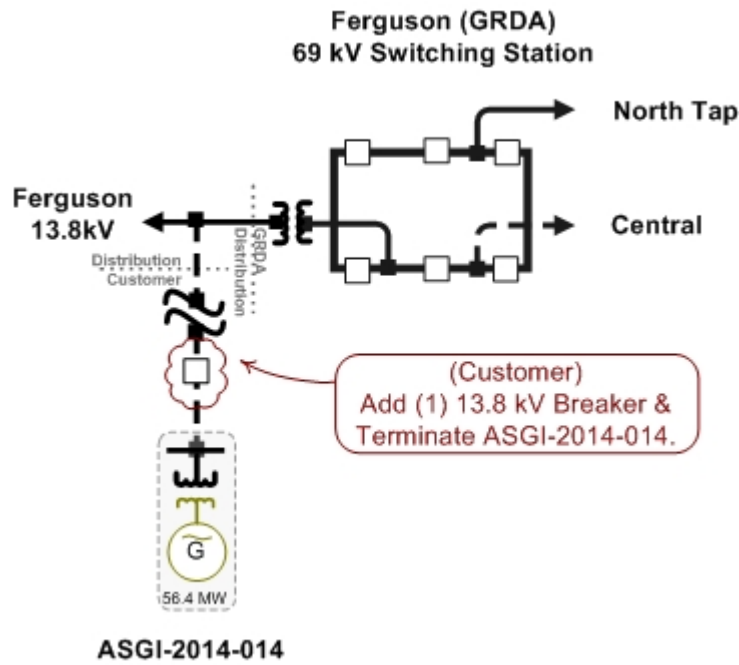 Ferguson (GRDA)
69 kV Switching Station
North Tap
Ferguson
13.8kV
GRDA
Distribution
Central
Distribution
Customer
(Customer)
Add (1) 13.8 kV Breaker &
Terminate ASGI-2014-014.
G
56.4 MW
ASGI-2014-014